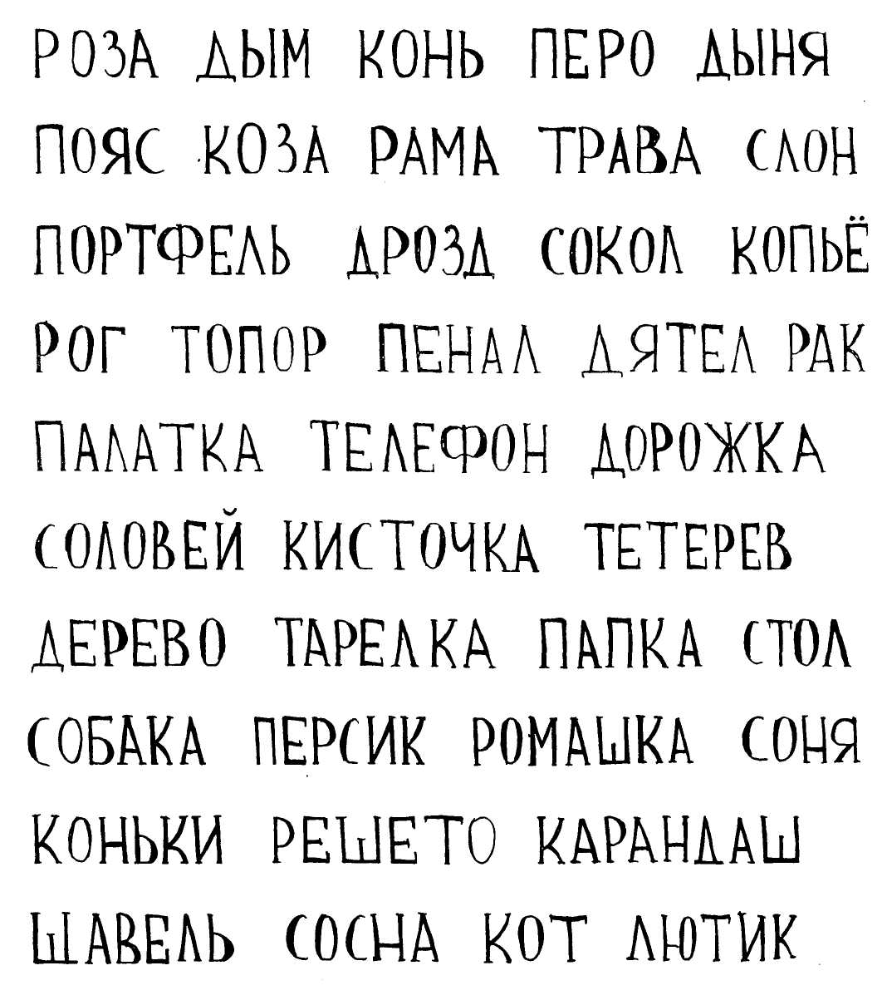 РОЗА ДЫМ КОНЬ ПЕРО ДЫНЯ
ПОЯС КОЗА РАМА ТРАВА СЛОН
ПОРТФЕЛЬ ДРОЗД СОКОЛ КОПЬЁ
РОГ ТОПОР ПЕНАЛ ДЯТЕЛ РАК
ПАЛАТКА ТЕЛЕФОН ДОРОЖКА
СОЛОВЕЙ КИСТОЧКА ТЕТЕРЕВ
ДЕРЕВО ТАРЕЛКА ПАПКА СТОЛ
СОБАКА ПЕРСИК РОМАШКА СОНЯ
КОНЬКИ РЕШЕТО КАРАНДАШ
ШАВЕЛЬ СОСНА КОТ ЛЮТИК